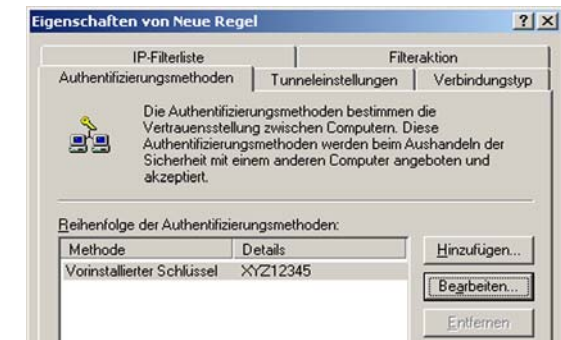 Eigenschaften von Neue Regel
IP-Filterliste Filteraktion
Authentifizierungsmethoden Tunneleinstellungen Verbindungstyp
Die Authentifizierungsmethoden bestimmen die
Vertrauensstellung zwischen Computern. Diese
Authentifizierungsmethoden werden beim Aushandeln der
Sicherheit mit einem anderen Computer angeboten und
akzeptiert.
Reihenfolge der Authentifizierungsmethoden:
Methode Details
Vorinstallierter Schlüssel XYZ12345
Hinzufügen...
Bearbeiten...
Entfernen